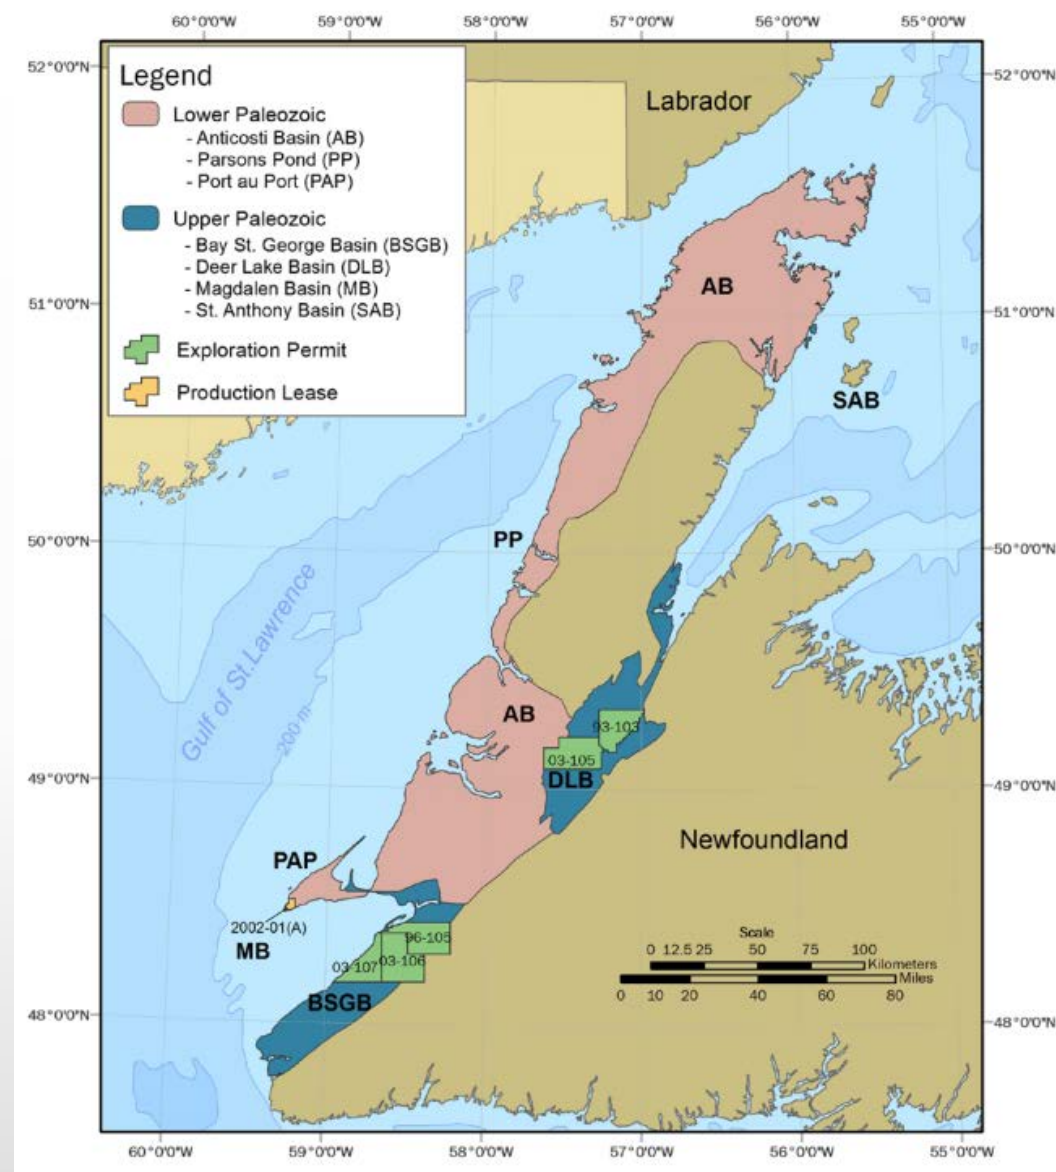 60°0'0"W 59°0'0"W 58°0'0"W 57°0'0"W 56°0'0"W 55°0'0"W
52°0'0"N
52°0'0"N
Legend
Lower Paleozoic
- Anticosti Basin (AB)
- Parsons Pond (PP)
- Port au Port (PAP)
Upper Paleozoic
- Bay St. George Basin (BSGB)
- Deer Lake Basin (DLB)
- Magdalen Basin (MB)
- St. Anthony Basin (SAB)
Exploration Permit
Production Lease
Labrador
AB
51°0'0"N
51°0'0"N
SAB
PP
50°0'0"N
50°0'0"N
Gulf of St.Lawrence
200 m
AB
93-103
03-105
DLB
49°0'0"N
49°0'0"N
Newfoundland
PAP
2002-01(A)
MB
96-105
03-106
03-107
BSGB
Scale
0 12.5 25 50 75 100
Kilometers
Miles
0 10 20 40 60 80
48°0'0"N
48°0'0"N
60°0'0"W 59°0'0"W 58°0'0"W 57°0'0"W 56°0'0"W 55°0'0"W